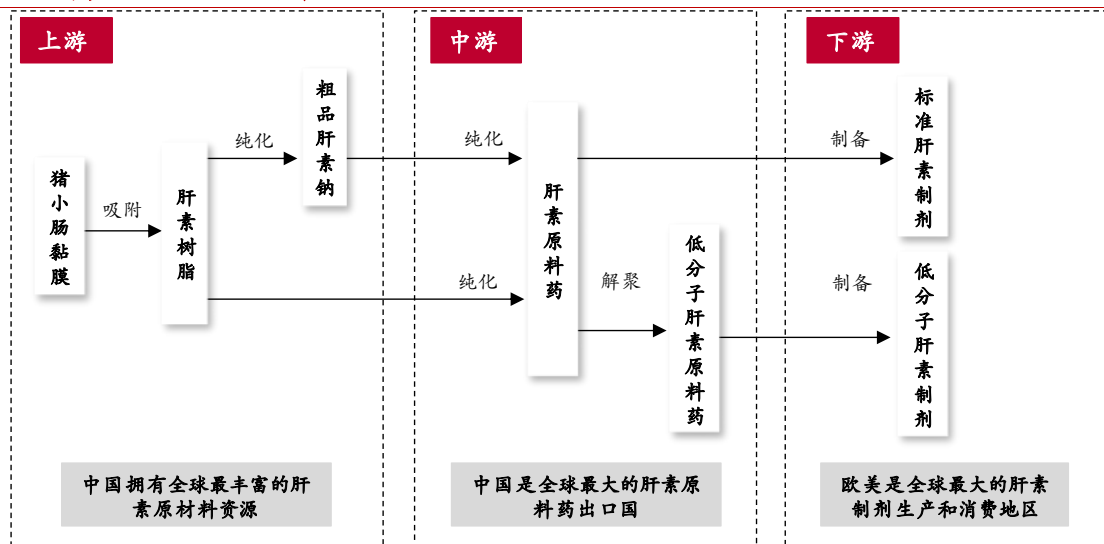 上游
中游
下游
猪小肠黏膜
吸附
肝素树脂
纯化
粗品肝素钠
纯化
纯化
肝素原料药
解聚
低分子肝素原料药
制备
标准肝素制剂
制备
低分子肝素制剂
中国拥有全球最丰富的肝
素原材料资源
中国是全球最大的肝素原
料药出口国
欧美是全球最大的肝素
制剂生产和消费地区